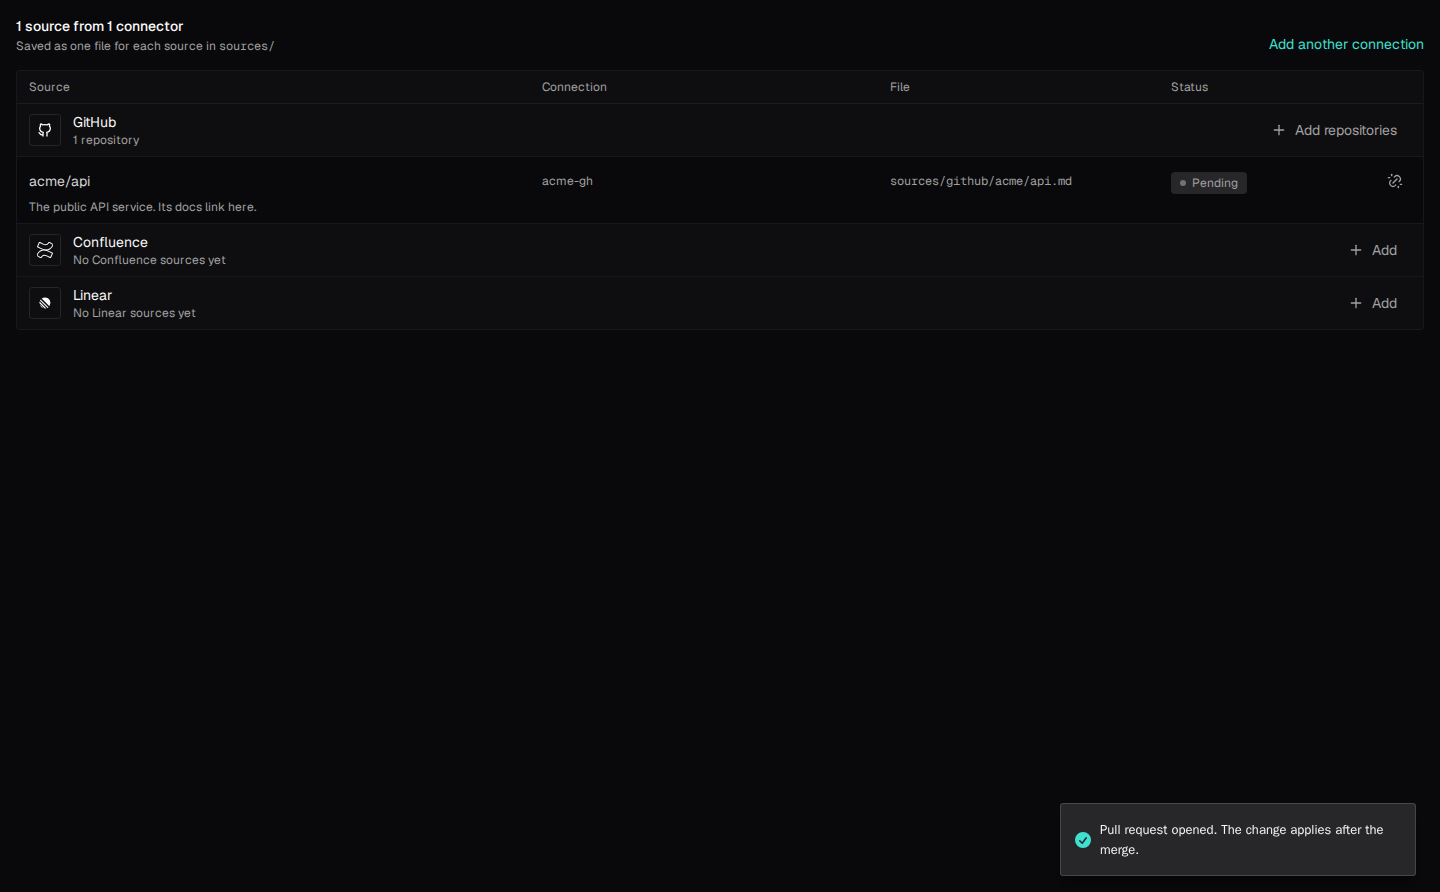 1 source from 1 connector
Saved as one file for each source in sources/
Add another connection
Source Connection File Status
GitHub
1 repository
Add repositories
acme/api acme-gh sources/github/acme/api.md Pending
The public API service. Its docs link here.
Confluence
No Confluence sources yet
Add
Linear
No Linear sources yet
Add
Pull request opened. The change applies after the
merge.